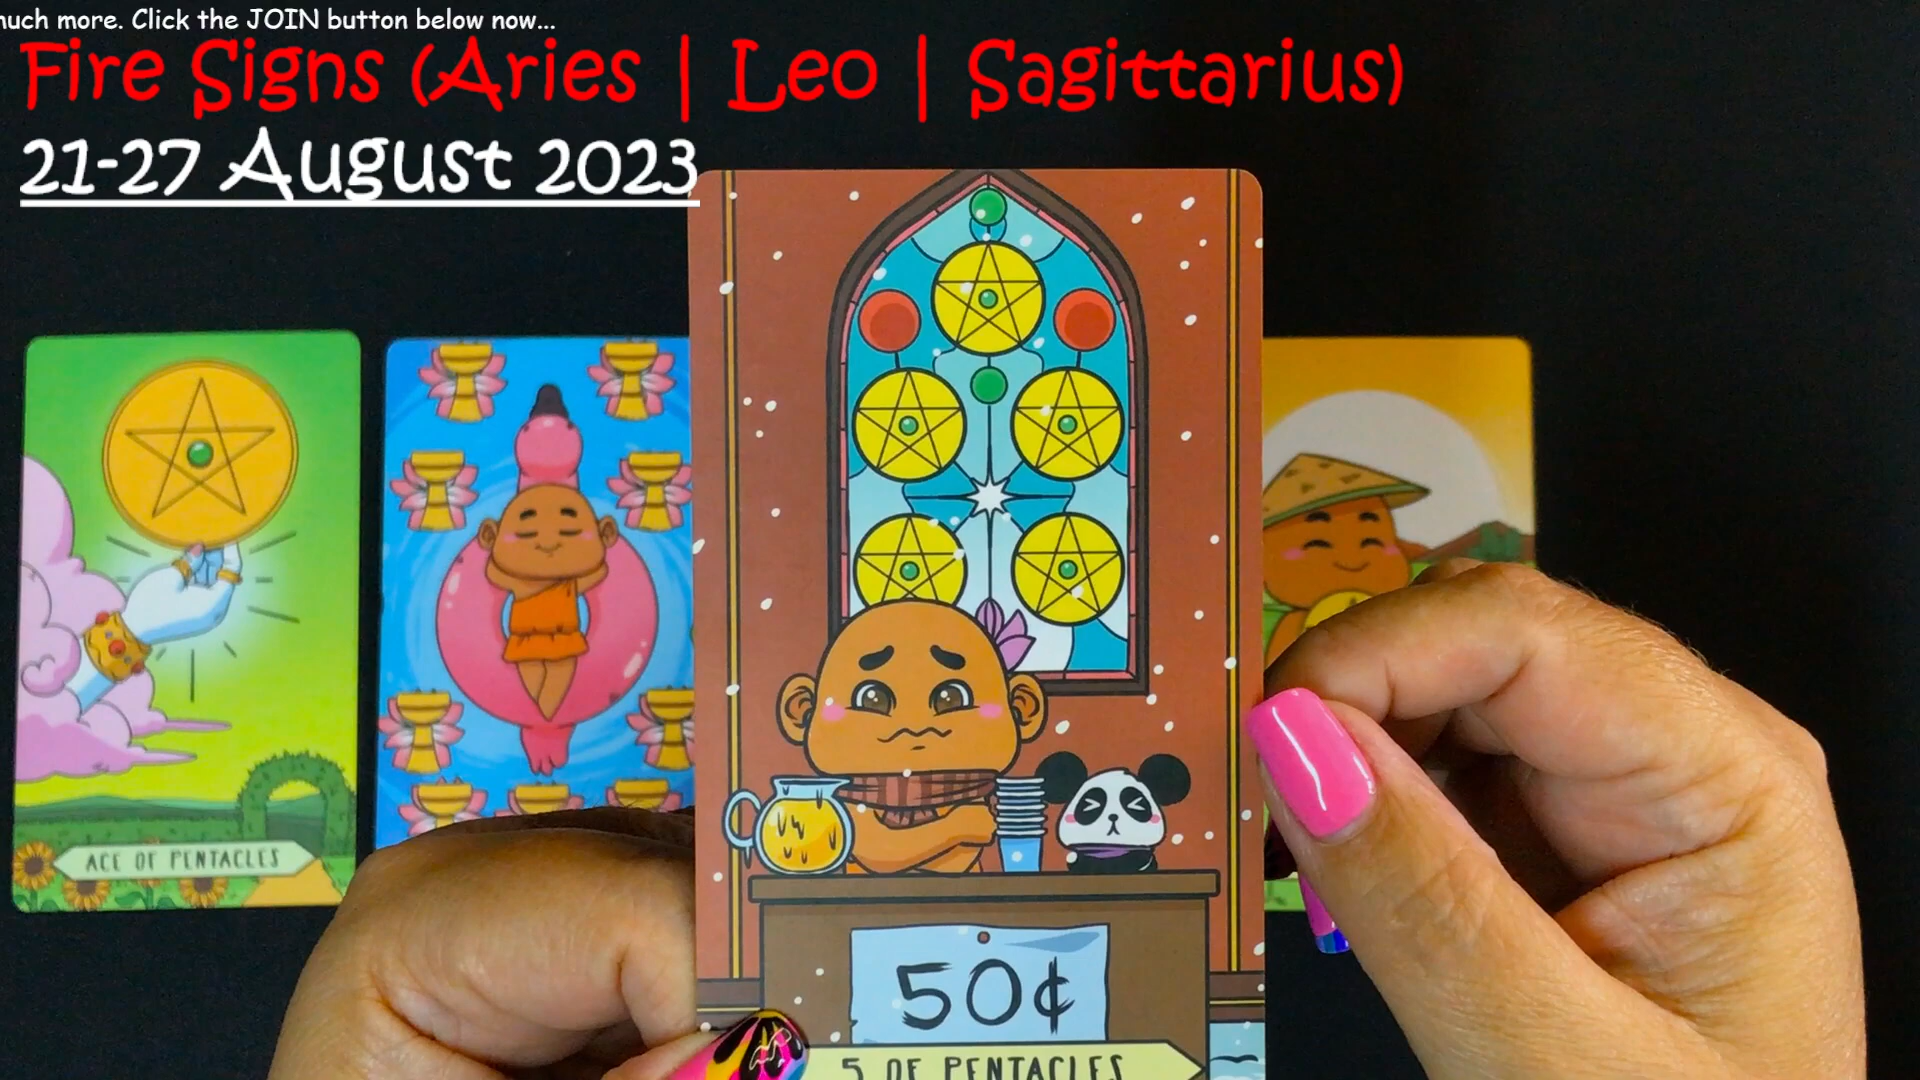 much more. Click the JOIN button below now...
Fire Signs (Aries | Leo | Sagittarius)
21-27 August 2023
ACE OF PENTACLES
50¢
5 OF PENTACLES